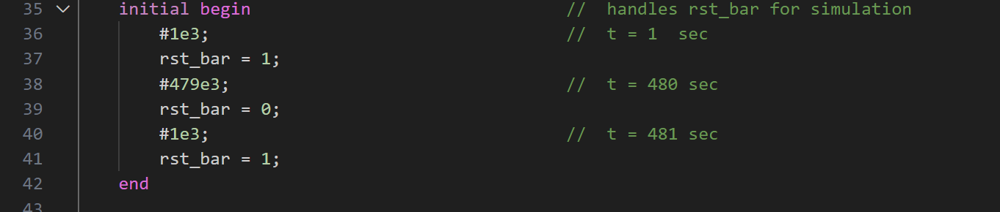 35 initial begin // handles rst_bar for simulation
36 #1e3; // t = 1 sec
37 rst_bar = 1;
38 #479e3; // t = 480 sec
39 rst_bar = 0;
40 #1e3; // t = 481 sec
41 rst_bar = 1;
42 end
43